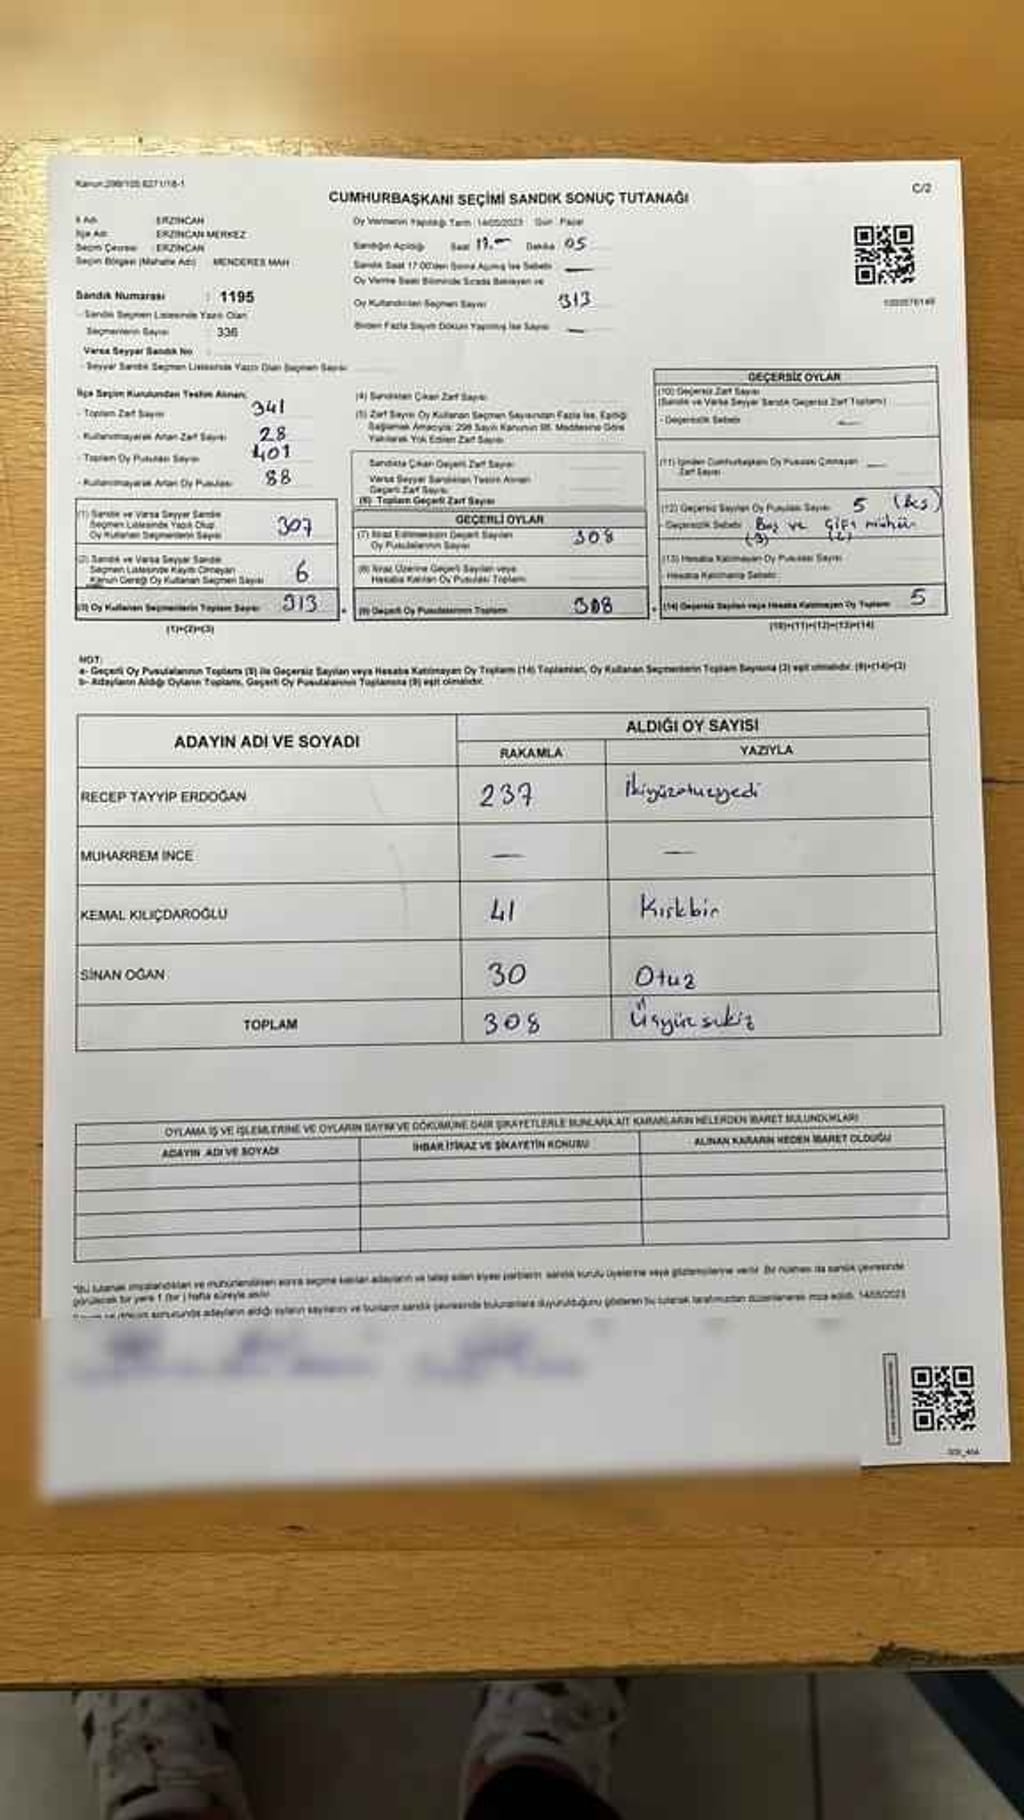 Kanun:298/105 6271/18-1
C/2
CUMHURBAŞKANI SEÇİMİ SANDIK SONUÇ TUTANAĞI
İl Adı ERZİNCAN
İlçe Adı ERZİNCAN MERKEZ
Seçim Çevresi : ERZİNCAN
Seçim Bölgesi (Mahalle Adı) MENDERES MAH
Sandık Numarası : 1195
- Sandık Seçmen Listesinde Yazılı Olan
Seçmenlerin Sayısı 336
Varsa Seyyar Sandık No
- Seyyar Sandık Seçmen Listesinde Yazılı Olan Seçmen Sayısı
Oy Vermenin Yapıldığı Tarih 14/05/2023 Gün Pazar
Sandığın Açıldığı Saat 17.- Dakika 05
Sandık Saat 17:00'den Sonra Açılmış İse Sebebi —
Oy Verme Saati Bitiminde Sırada Bekleyen ve
Oy Kullandırılan Seçmen Sayısı 313
Birden Fazla Sayım Döküm Yapılmış İse Sayısı —
İlçe Seçim Kurulundan Teslim Alınan;
- Toplam Zarf Sayısı 341
- Kullanılmayarak Artan Zarf Sayısı 28
- Toplam Oy Pusulası Sayısı 401
- Kullanılmayarak Artan Oy Pusulası 88
(1) Sandık ve Varsa Seyyar Sandık
Seçmen Listesinde Yazılı Olup
Oy Kullanan Seçmenlerin Sayısı 307
(2) Sandık ve Varsa Seyyar Sandık
Seçmen Listesinde Kayıtlı Olmayan
Kanun Gereği Oy Kullanan Seçmen Sayısı 6
(3) Oy Kullanan Seçmenlerin Toplam Sayısı 313
(1)+(2)=(3)
(4) Sandıktan Çıkan Zarf Sayısı
(5) Zarf Sayısı Oy Kullanan Seçmen Sayısından Fazla İse, Eşitliği
Sağlamak Amacıyla; 298 Sayılı Kanunun 98. Maddesine Göre
Yakılarak Yok Edilen Zarf Sayısı
Sandıkta Çıkan Geçerli Zarf Sayısı
Varsa Seyyar Sandıktan Teslim Alınan
Geçerli Zarf Sayısı
(6) Toplam Geçerli Zarf Sayısı
GEÇERLİ OYLAR
(7) İtiraz Edilmeksizin Geçerli Sayılan
Oy Pusulalarının Sayısı 308
(8) İtiraz Üzerine Geçerli Sayılan veya
Hesaba Katılan Oy Pusulası Toplamı
(9) Geçerli Oy Pusulalarının Toplamı 308
GEÇERSİZ OYLAR
(10) Geçersiz Zarf Sayısı
(Sandık ve Varsa Seyyar Sandık Geçersiz Zarf Toplamı)
- Geçersizlik Sebebi —
(11) İçinden Cumhurbaşkanı Oy Pusulası Çıkmayan —
Zarf Sayısı
(12) Geçersiz Sayılan Oy Pusulası Sayısı 5 (Beş)
- Geçersizlik Sebebi Boş ve Çift mühür
(3) (2)
(13) Hesaba Katılmayan Oy Pusulası Sayısı
- Hesaba Katılmama Sebebi
(14) Geçersiz Sayılan veya Hesaba Katılmayan Oy Toplamı 5
(10)+(11)+(12)+(13)=(14)
NOT:
a- Geçerli Oy Pusulalarının Toplamı (9) ile Geçersiz Sayılan veya Hesaba Katılmayan Oy Toplamı (14) Toplamları, Oy Kullanan Seçmenlerin Toplam Sayısına (3) eşit olmalıdır. (9)+(14)=(3)
b- Adayların Aldığı Oyların Toplamı, Geçerli Oy Pusulalarının Toplamına (9) eşit olmalıdır.
ADAYIN ADI VE SOYADI
ALDIĞI OY SAYISI
RAKAMLA YAZIYLA
RECEP TAYYİP ERDOĞAN 237 İkiyüzotuzyedi
MUHARREM İNCE — —
KEMAL KILIÇDAROĞLU 41 Kırkbir
SİNAN OĞAN 30 Otuz
TOPLAM 308 Üçyüz sekiz
OYLAMA İŞ VE İŞLEMLERİNE VE OYLARIN SAYIM VE DÖKÜMÜNE DAİR ŞİKAYETLERLE BUNLARA AİT KARARLARIN NELERDEN İBARET BULUNDUKLARI
ADAYIN ADI VE SOYADI İHBAR İTİRAZ VE ŞİKAYETİN KONUSU ALINAN KARARIN NEDEN İBARET OLDUĞU
*Bu tutanak imzalandıktan ve mühürlendikten sonra seçime katılan adayların ve talep eden siyasi partilerin sandık kurulu üyelerine veya gözlemcilerine verilir. Bir nüshası da sandık çevresinde
görülecek bir yere 1 (bir) hafta süreyle asılır.
döküm sonucunda adayların aldığı oyların sayılarını ve bunların sandık çevresinde bulunanlara duyurulduğunu gösteren bu tutanak tarafımızdan düzenlenerek imza edildi. 14/05/2023